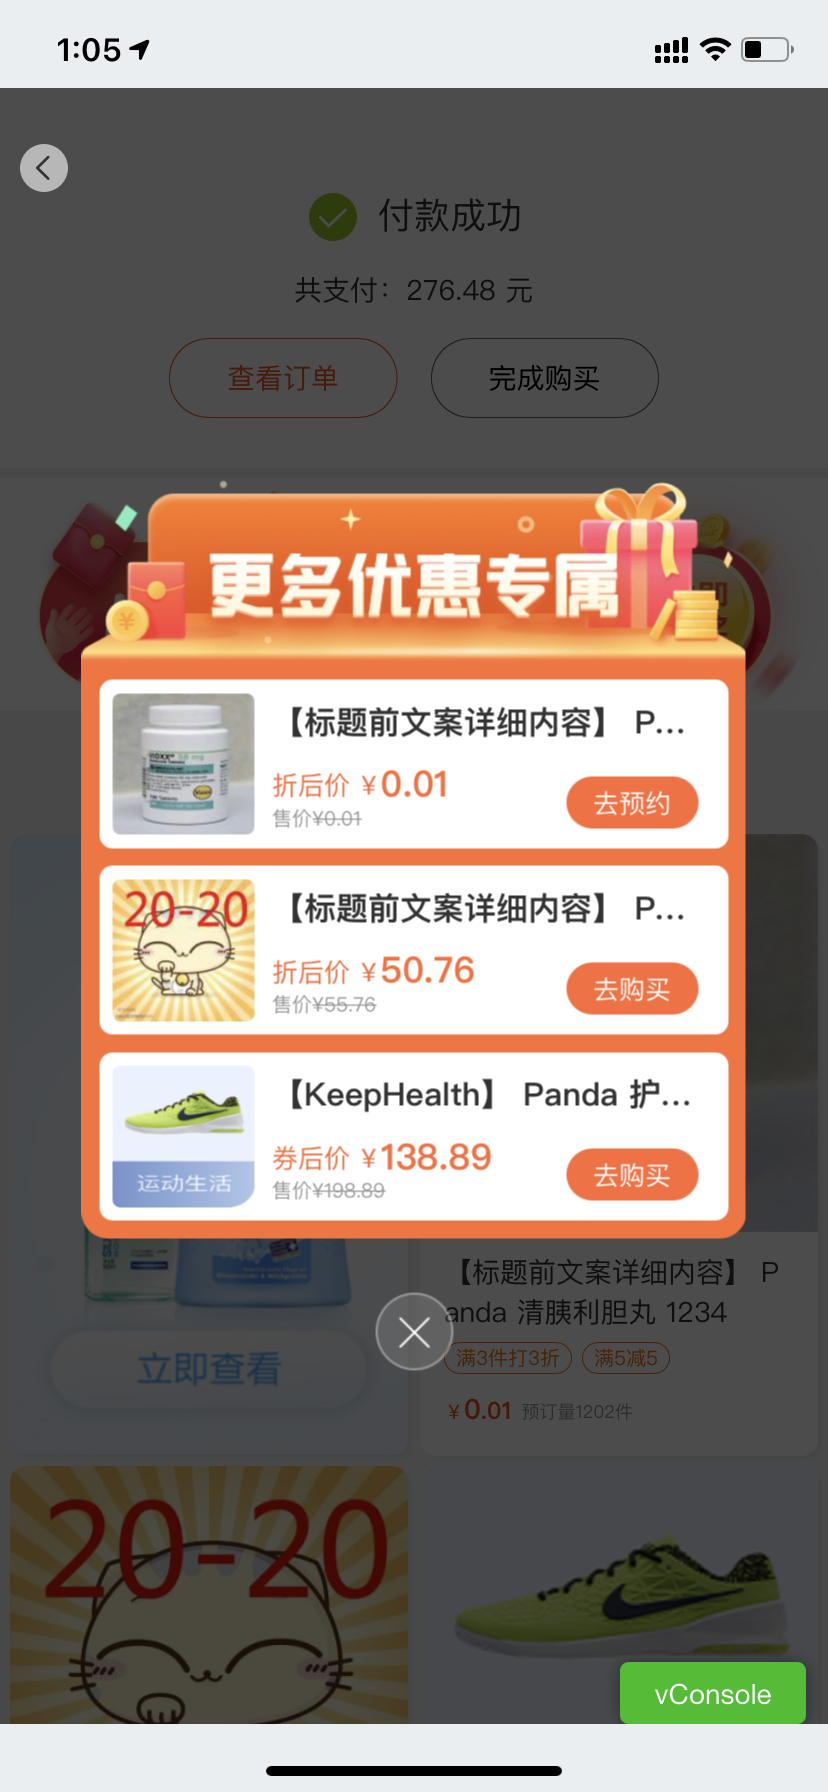 1:05
付款成功
共支付：276.48 元
查看订单
完成购买
更多优惠专属
【标题前文案详细内容】 P...
折后价 ￥0.01
售价¥0.01
去预约
20-20
【标题前文案详细内容】 P...
折后价 ￥50.76
售价¥55.76
去购买
运动生活
【KeepHealth】 Panda 护...
券后价 ￥138.89
售价¥198.89
去购买
【标题前文案详细内容】 P
anda 清胰利胆丸 1234
满3件打3折
满5减5
￥0.01 预订量1202件
立即查看
20-20
vConsole